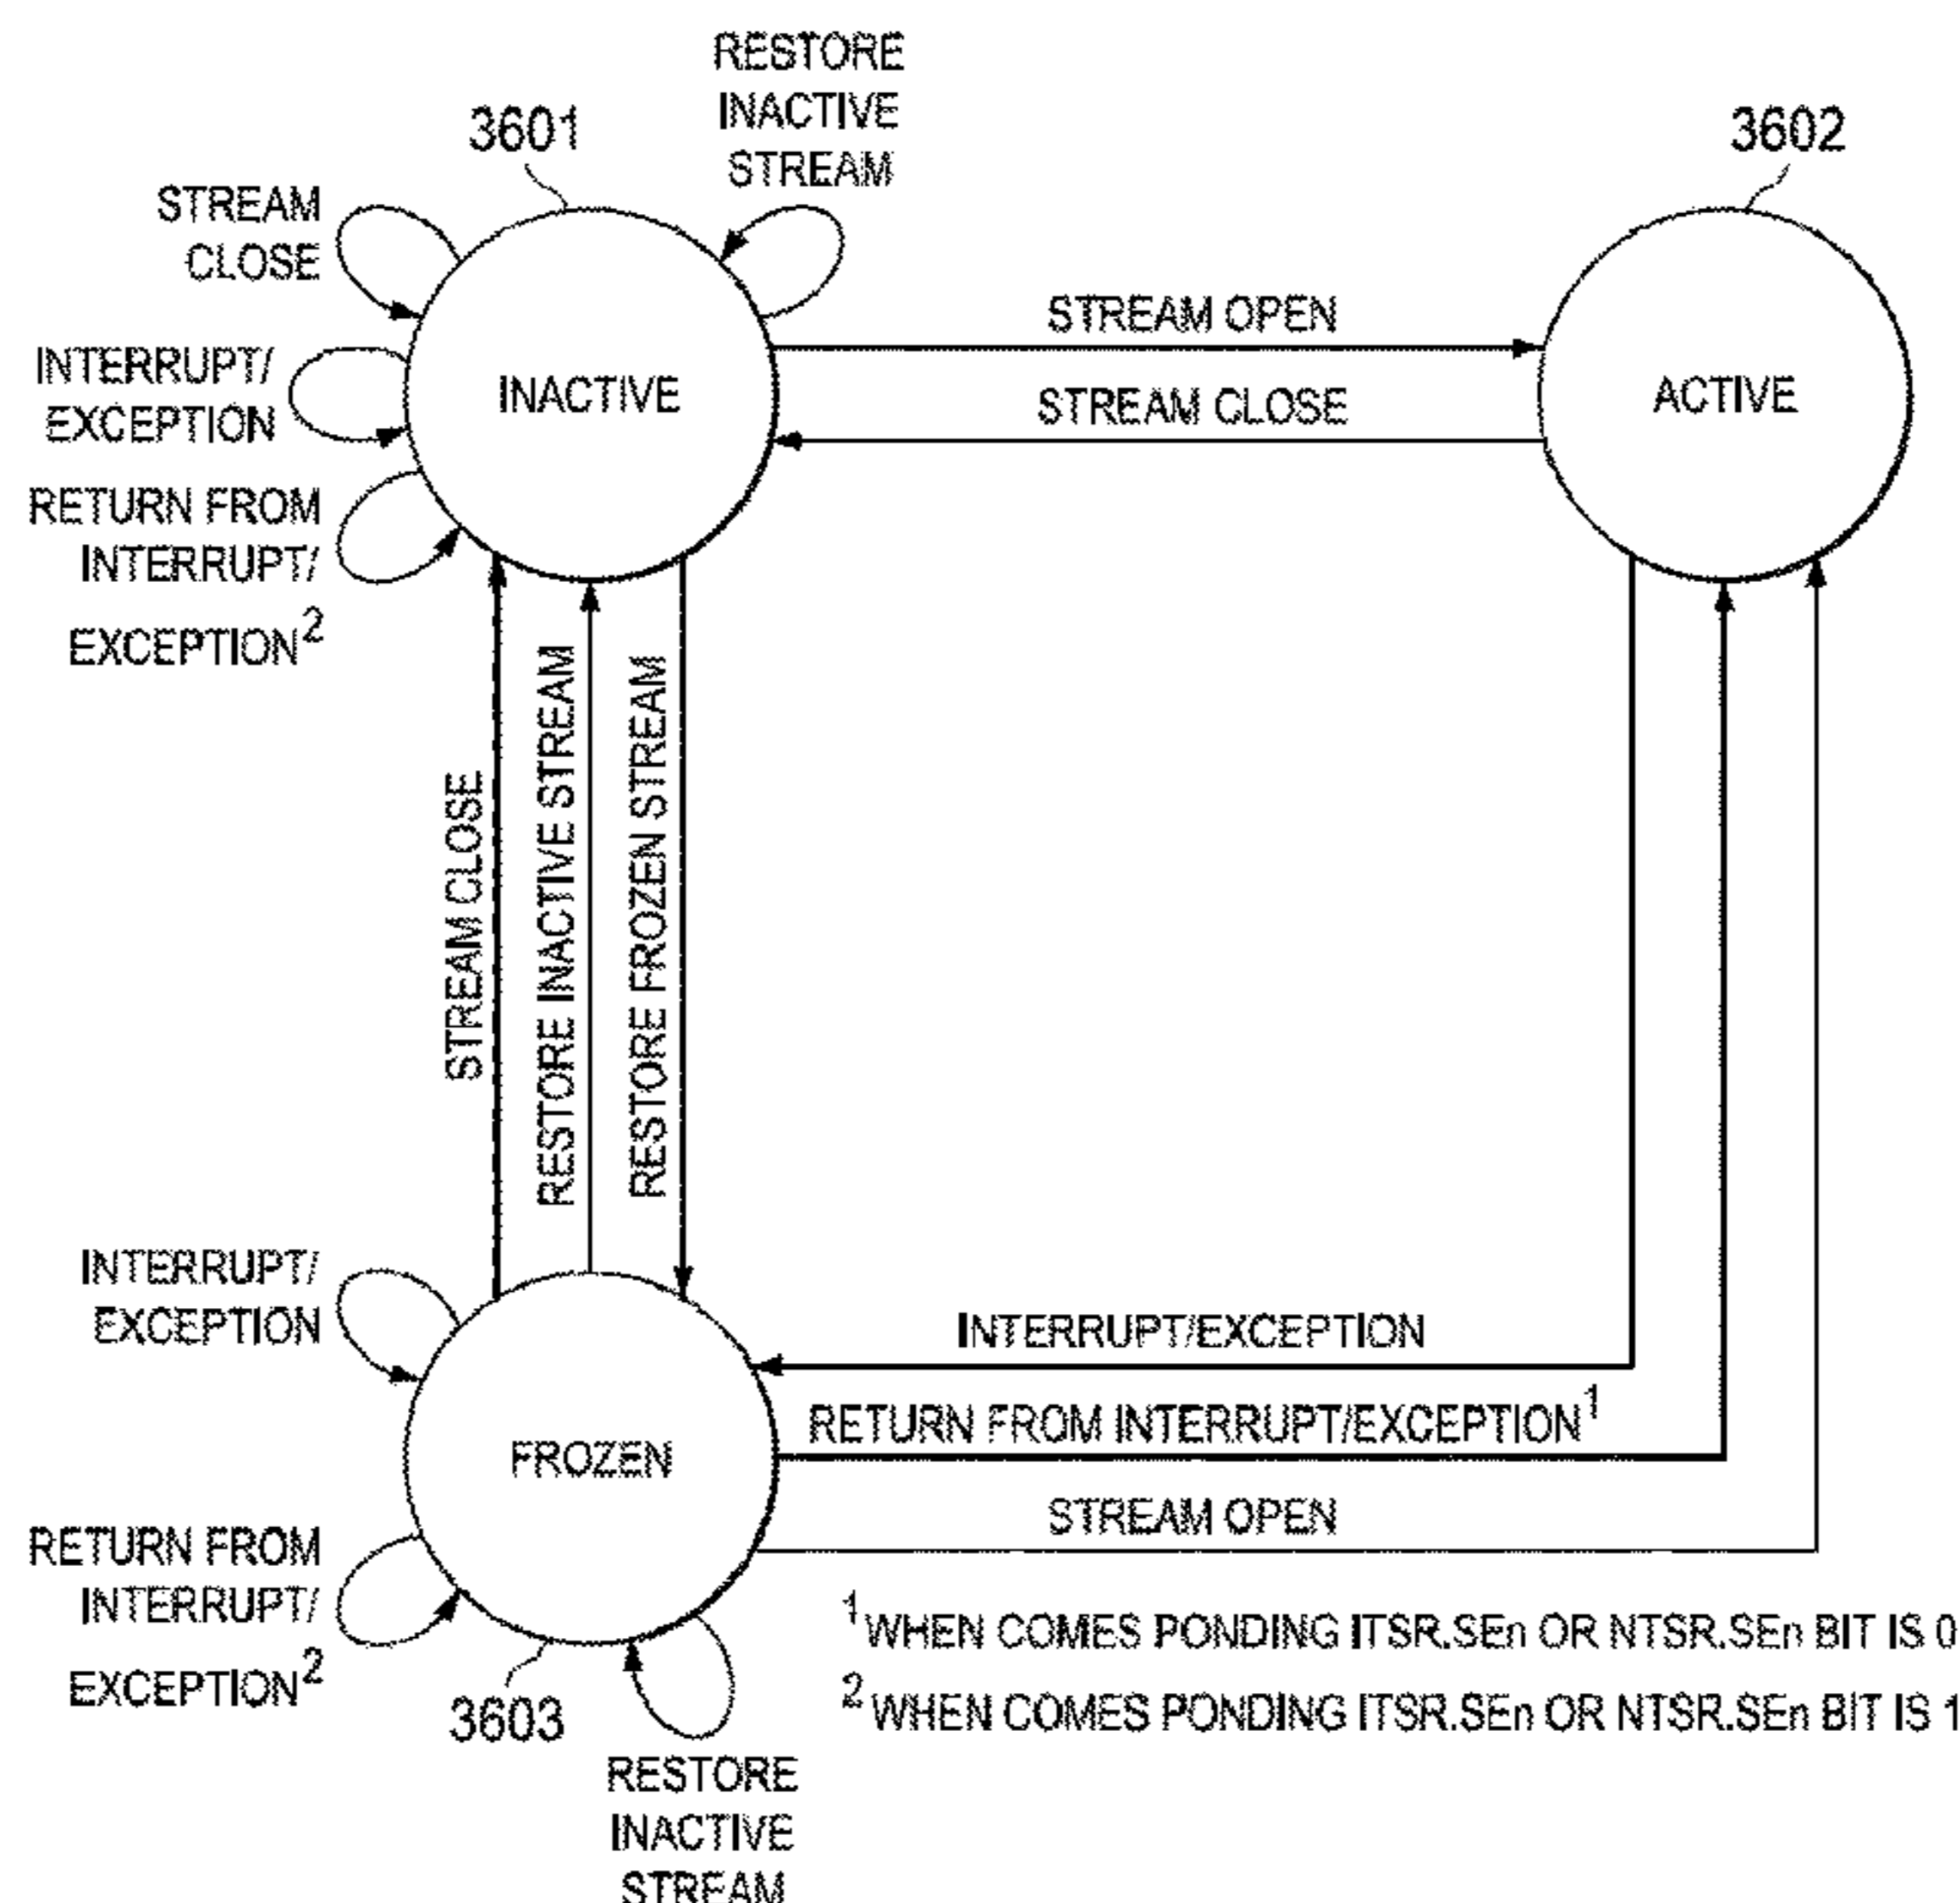 RESTORE
INACTIVE
STREAM
3601
3602
STREAM
CLOSE
INTERRUPT/
EXCEPTION
RETURN FROM
INTERRUPT/
EXCEPTION2
INACTIVE
STREAM OPEN
STREAM CLOSE
ACTIVE
STREAM CLOSE
RESTORE INACTIVE STREAM
RESTORE FROZEN STREAM
INTERRUPT/
EXCEPTION
FROZEN
INTERRUPT/EXCEPTION
RETURN FROM INTERRUPT/EXCEPTION1
STREAM OPEN
RETURN FROM
INTERRUPT/
EXCEPTION2
3603
RESTORE
INACTIVE
STREAM
1WHEN COMES PONDING ITSR.SEn OR NTSR.SEn BIT IS 0
2WHEN COMES PONDING ITSR.SEn OR NTSR.SEn BIT IS 1